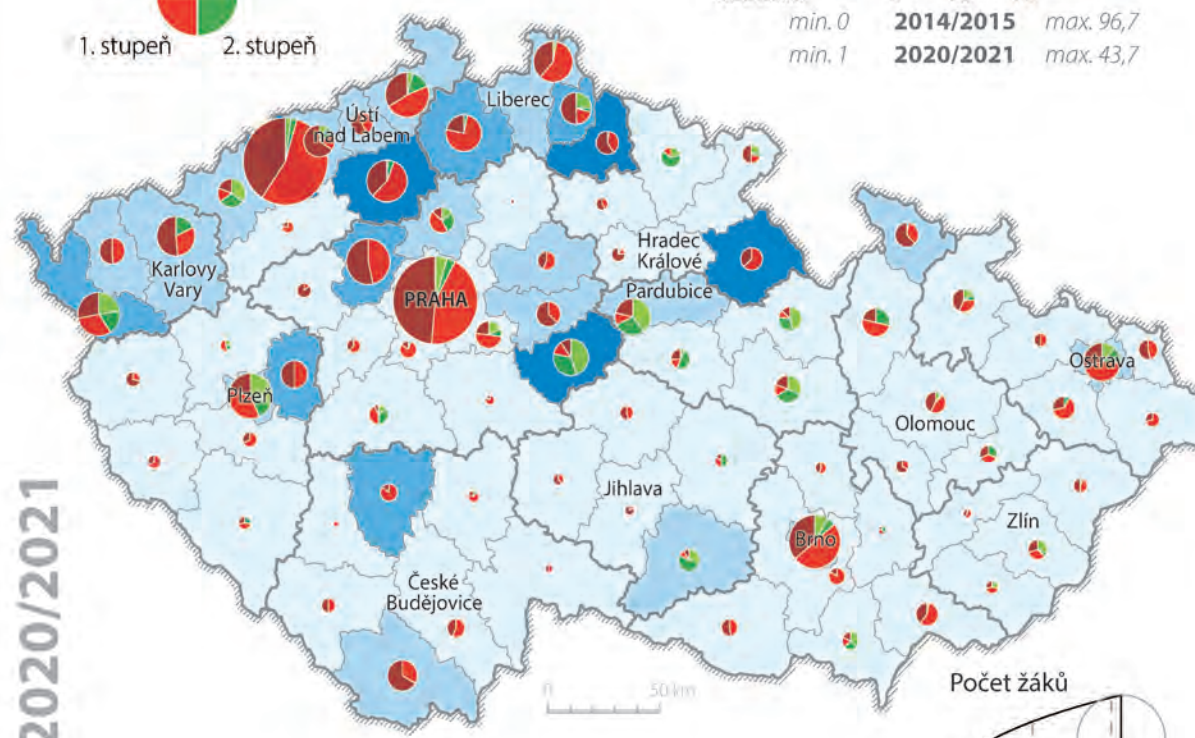 1. stupeň 2. stupeň
min. 0 2014/2015 max. 96,7
min. 1 2020/2021 max. 43,7
Liberec
Ústí
nad Labem
Karlovy
Vary
PRAHA
Hradec
Králové
Pardubice
Plzeň
Ostrava
Olomouc
Jihlava
Brno
Zlín
České
Budějovice
2020/2021
0 50 km
Počet žáků